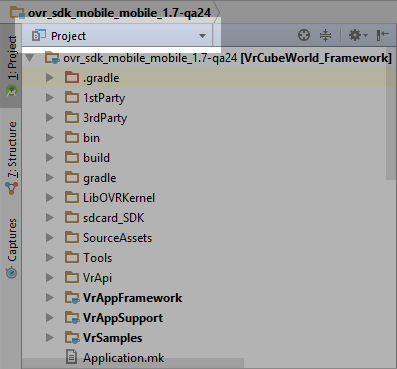 ovr_sdk_mobile_mobile_1.7-qa24
Project
ovr_sdk_mobile_mobile_1.7-qa24 [VrCubeWorld_Framework]
.gradle
1stParty
3rdParty
bin
build
gradle
LibOVRKernel
sdcard_SDK
SourceAssets
Tools
VrApi
VrAppFramework
VrAppSupport
VrSamples
Application.mk
1: Project
7: Structure
Captures